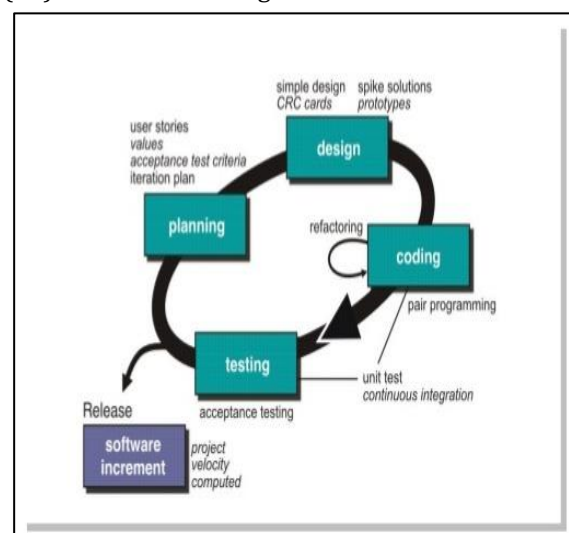 simple design spike solutions
CRC cards prototypes
user stories
values
acceptance test criteria
iteration plan
design
planning
refactoring
coding
pair programming
testing
unit test
continuous integration
acceptance testing
Release
software
increment
project
velocity
computed